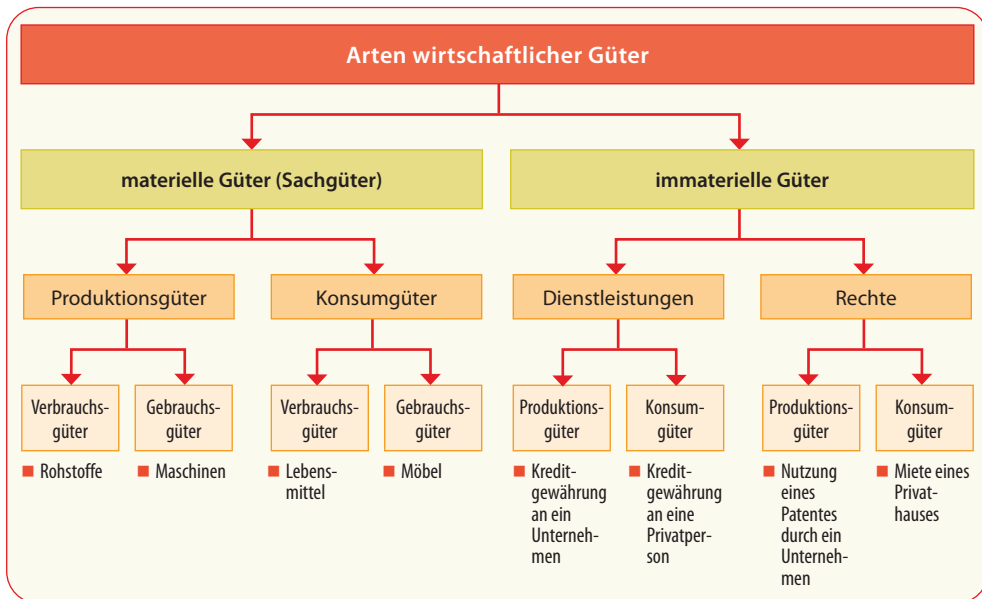 Arten wirtschaftlicher Güter
materielle Güter (Sachgüter)
immaterielle Güter
Produktionsgüter
Konsumgüter
Dienstleistungen
Rechte
Verbrauchs-
güter
Gebrauchs-
güter
Verbrauchs-
güter
Gebrauchs-
güter
Produktions-
güter
Konsum-
güter
Produktions-
güter
Konsum-
güter
Rohstoffe
Maschinen
Lebens-
mittel
Möbel
Kredit-
gewährung
an ein
Unterneh-
men
Kredit-
gewährung
an eine
Privatper-
son
Nutzung
eines
Patentes
durch ein
Unterneh-
men
Miete eines
Privat-
hauses